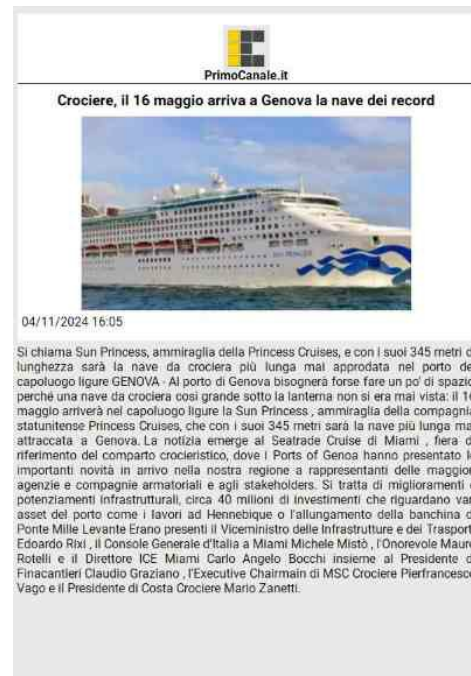 PrimoCanale.it
Crociere, il 16 maggio arriva a Genova la nave dei record
SUN PRINCESS
04/11/2024 16:05
Si chiama Sun Princess, ammiraglia della Princess Cruises, e con i suoi 345 metri d
lunghezza sarà la nave da crociera più lunga mai approdata nel porto de
capoluogo ligure GENOVA - Al porto di Genova bisognerà forse fare un po' di spazio
perché una nave da crociera così grande sotto la lanterna non si era mai vista: il 16
maggio arriverà nel capoluogo ligure la Sun Princess , ammiraglia della compagnia
statunitense Princess Cruises, che con i suoi 345 metri sarà la nave più lunga mai
attraccata a Genova. La notizia emerge al Seatrade Cruise di Miami , fiera d
riferimento del comparto crocieristico, dove i Ports of Genoa hanno presentato le
importanti novità in arrivo nella nostra regione a rappresentanti delle maggior
agenzie e compagnie armatoriali e agli stakeholders. Si tratta di miglioramenti e
potenziamenti infrastrutturali, circa 40 milioni di investimenti che riguardano var
asset del porto come i lavori ad Hennebique o l'allungamento della banchina d
Ponte Mille Levante Erano presenti il Viceministro delle Infrastrutture e dei Trasport
Edoardo Rixi , il Console Generale d'Italia a Miami Michele Mistò , l'Onorevole Mauro
Rotelli e il Direttore ICE Miami Carlo Angelo Bocchi insieme al Presidente d
Finacantieri Claudio Graziano , l'Executive Chairmain di MSC Crociere Pierfrancesco
Vago e il Presidente di Costa Crociere Mario Zanetti.